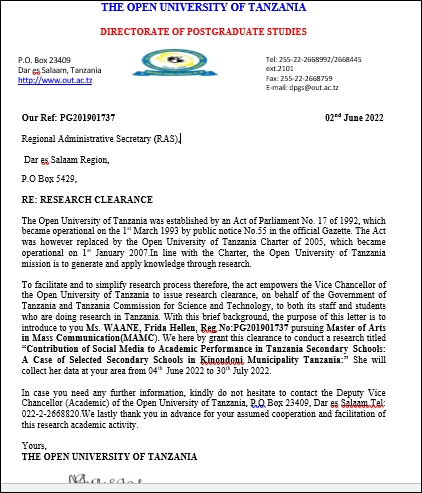 THE OPEN UNIVERSITY OF TANZANIA
DIRECTORATE OF POSTGRADUATE STUDIES
P.O. Box 23409
Dar es Salaam, Tanzania
http://www.out.ac.tz
Tel: 255-22-2668992/2668445
ext.2101
Fax: 255-22-2668759
E-mail: dpgs@out.ac.tz
Our Ref: PG201901737 02nd June 2022
Regional Administrative Secretary (RAS),
Dar es Salaam Region,
P.O Box 5429,
RE: RESEARCH CLEARANCE
The Open University of Tanzania was established by an Act of Parliament No. 17 of 1992, which
became operational on the 1st March 1993 by public notice No.55 in the official Gazette. The Act
was however replaced by the Open University of Tanzania Charter of 2005, which became
operational on 1st January 2007.In line with the Charter, the Open University of Tanzania
mission is to generate and apply knowledge through research.
To facilitate and to simplify research process therefore, the act empowers the Vice Chancellor of
the Open University of Tanzania to issue research clearance, on behalf of the Government of
Tanzania and Tanzania Commission for Science and Technology, to both its staff and students
who are doing research in Tanzania. With this brief background, the purpose of this letter is to
introduce to you Ms. WAANE, Frida Hellen, Reg.No:PG201901737 pursuing Master of Arts
in Mass Communication(MAMC). We here by grant this clearance to conduct a research titled
“Contribution of Social Media to Academic Performance in Tanzania Secondary Schools:
A Case of Selected Secondary Schools in Kinondoni Municipality Tanzania:” She will
collect her data at your area from 04th June 2022 to 30th July 2022.
In case you need any further information, kindly do not hesitate to contact the Deputy Vice
Chancellor (Academic) of the Open University of Tanzania, P.O Box 23409, Dar es Salaam.Tel:
022-2-2668820.We lastly thank you in advance for your assumed cooperation and facilitation of
this research academic activity.
Yours,
THE OPEN UNIVERSITY OF TANZANIA